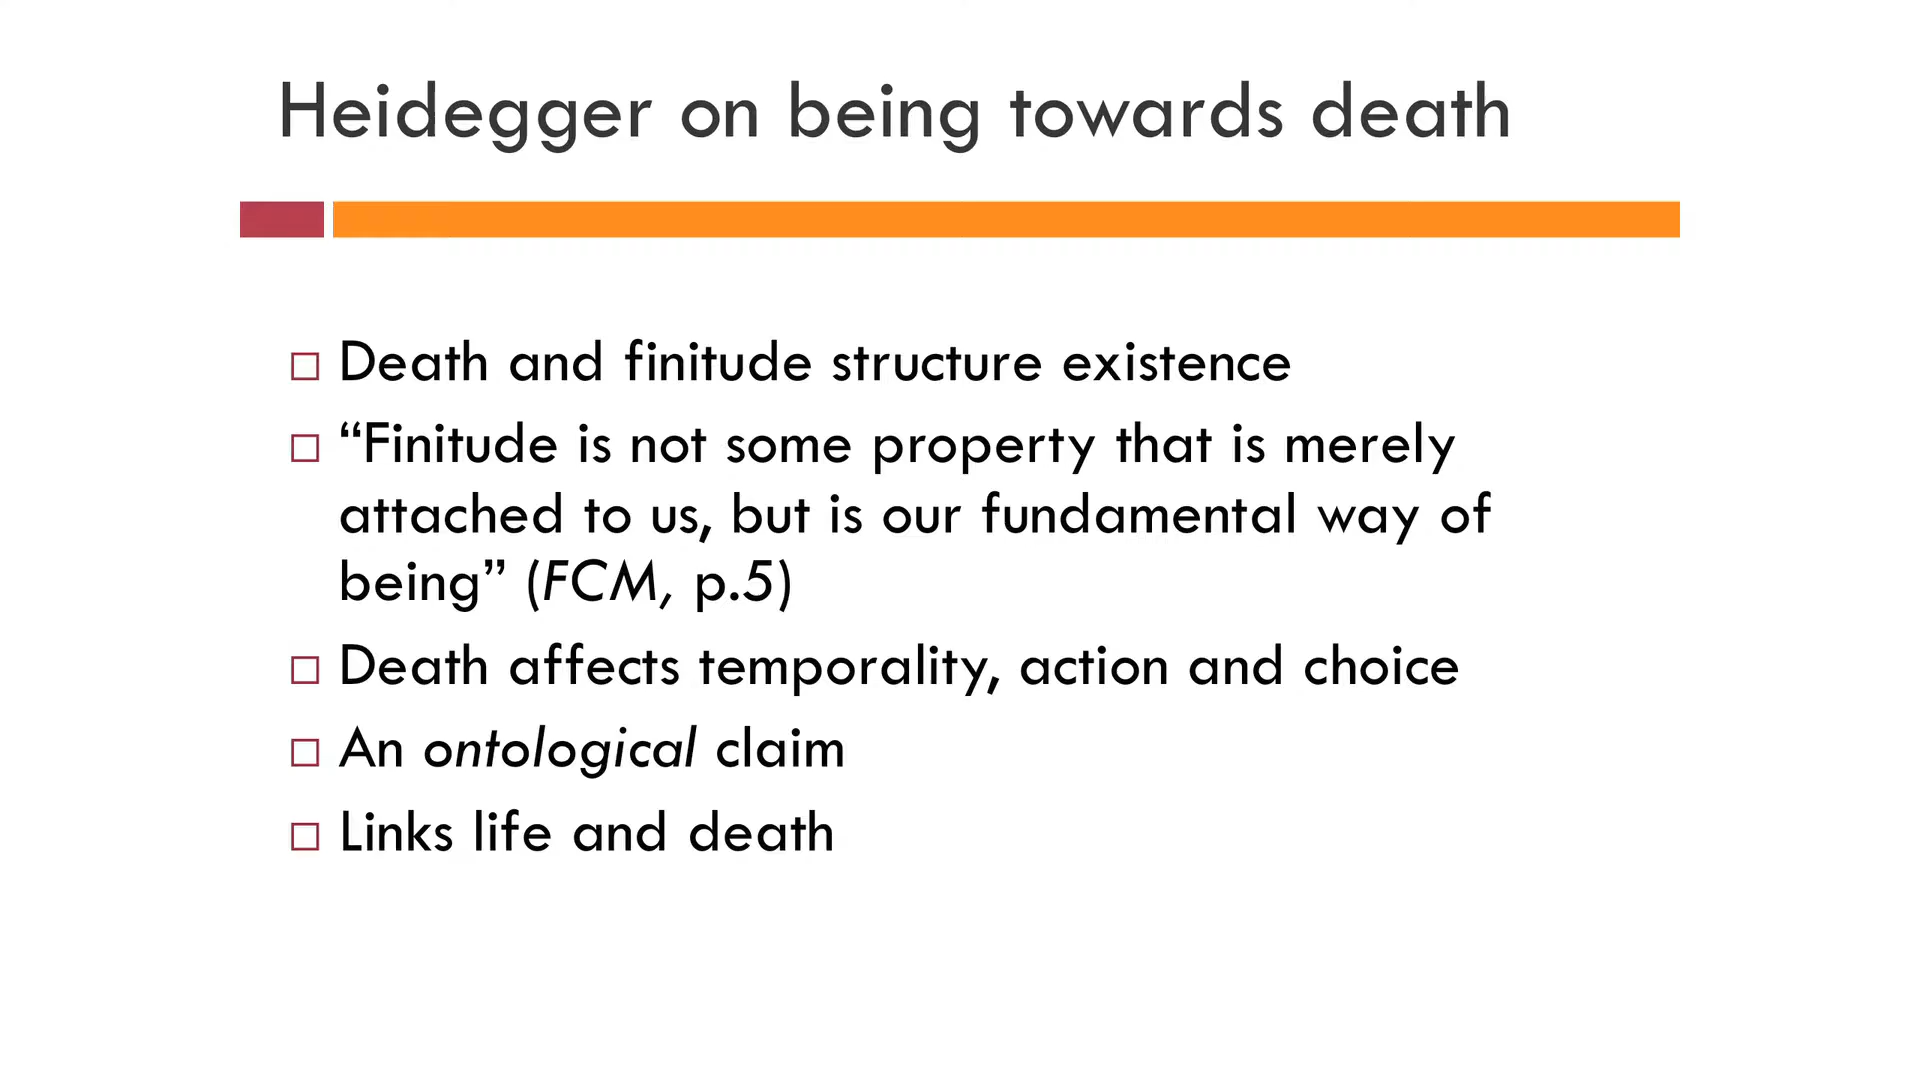 Heidegger on being towards death
Death and finitude structure existence
“Finitude is not some property that is merely
attached to us, but is our fundamental way of
being” (FCM, p.5)
Death affects temporality, action and choice
An ontological claim
Links life and death